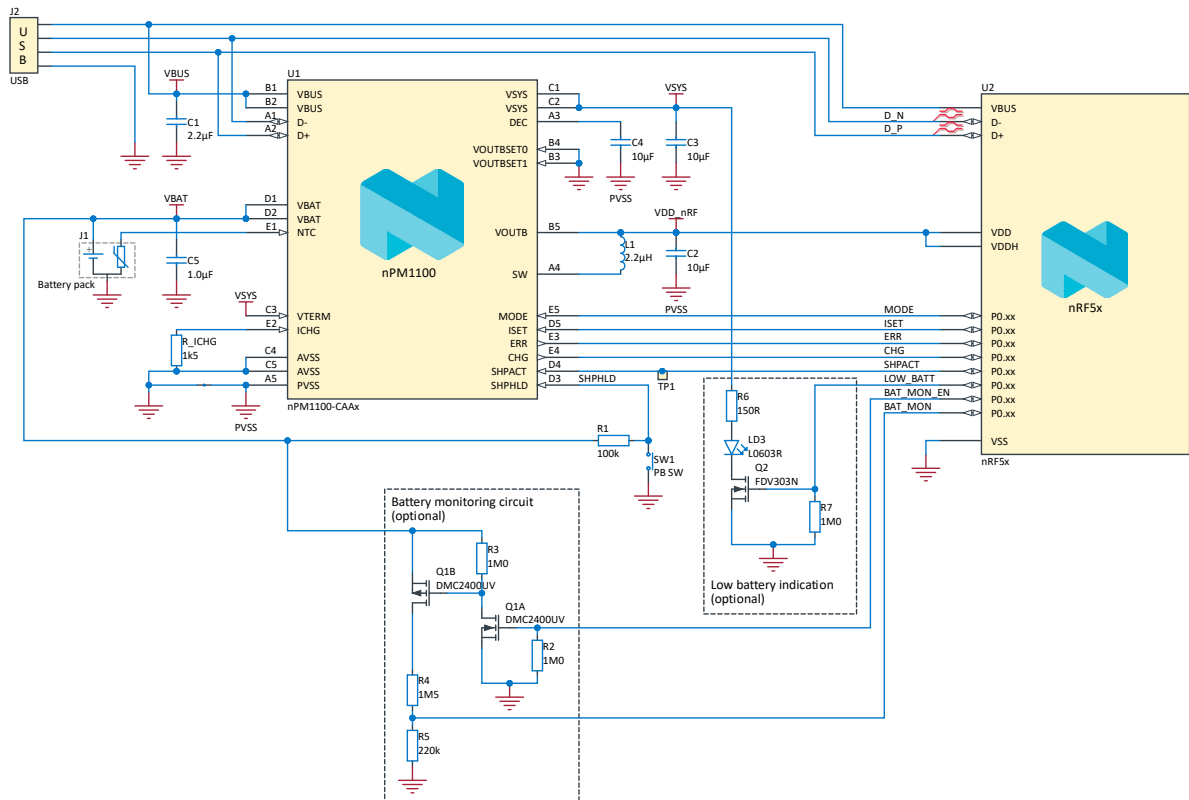 J2
U
S
B
USB
VBUS
C1
2.2µF
U1
B1 VBUS
B2 VBUS
A1 D-
A2 D+
D1 VBAT
D2 VBAT
E1 NTC
C3 VTERM
E2 ICHG
C4 AVSS
C5 AVSS
A5 PVSS
nPM1100
VSYS C1
VSYS C2
DEC A3
VOUTBSET0 B4
VOUTBSET1 B3
VOUTB B5
SW A4
MODE E5
ISET D5
ERR E3
CHG E4
SHPACT D4
SHPHLD D3
nPM1100-CAAx
VBAT
J1
+
Battery pack
C5
1.0µF
VSYS
R_ICHG
1k5
PVSS
VSYS
C4
10µF
C3
10µF
PVSS
VDD_nRF
L1
2.2µH
C2
10µF
PVSS
SHPHLD
TP1
R1
100k
SW1
PB SW
U2
D_N
D_P
VBUS
D-
D+
VDD
VDDH
nRF5x
MODE P0.xx
ISET P0.xx
ERR P0.xx
CHG P0.xx
SHPACT P0.xx
LOW_BATT P0.xx
BAT_MON_EN P0.xx
BAT_MON P0.xx
VSS
nRF5x
R6
150R
LD3
L0603R
Q2
FDV303N
R7
1M0
Low battery indication
(optional)
Battery monitoring circuit
(optional)
R3
1M0
Q1B
DMC2400UV
Q1A
DMC2400UV
R2
1M0
R4
1M5
R5
220k